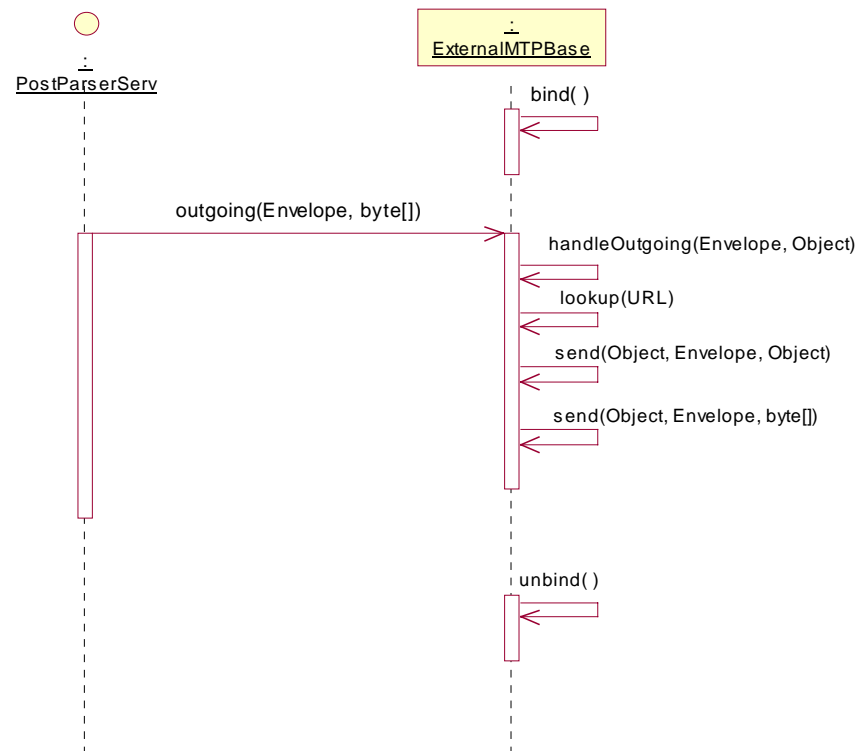 :
PostParserServ
:
ExternalMTPBase
bind( )
outgoing(Envelope, byte[])
handleOutgoing(Envelope, Object)
lookup(URL)
send(Object, Envelope, Object)
send(Object, Envelope, byte[])
unbind( )